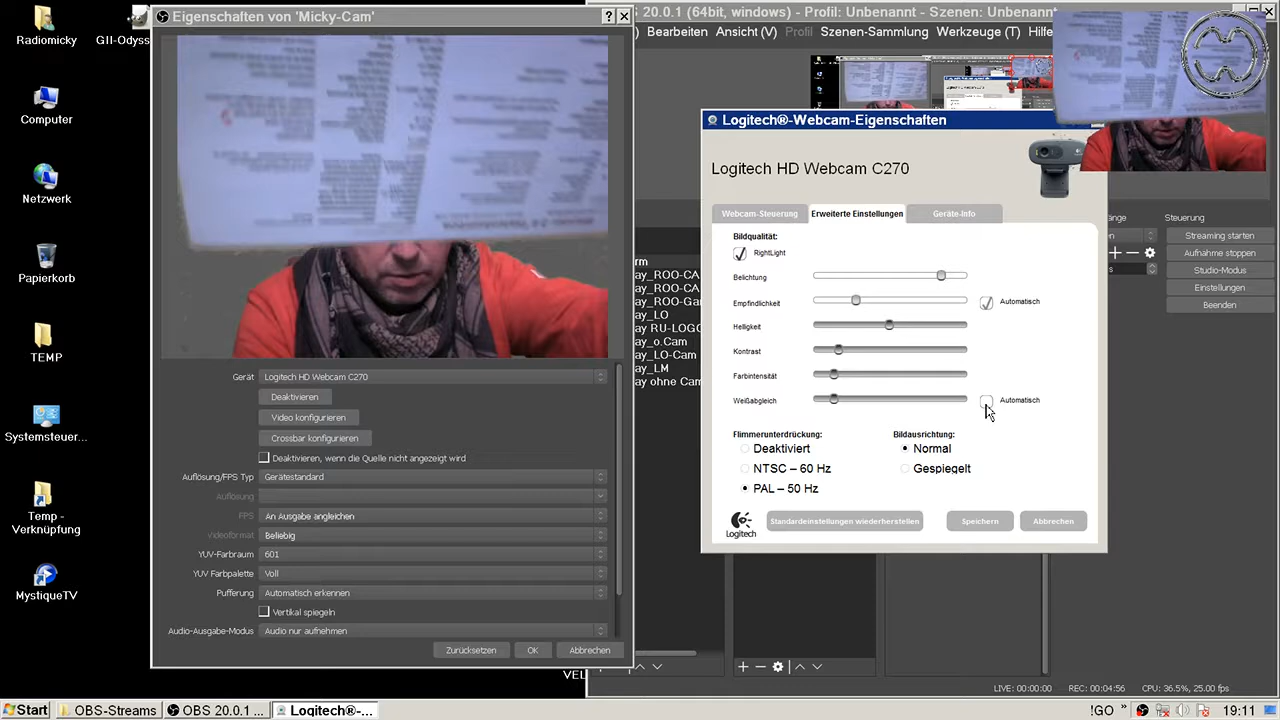 Radiomicky
GII-Odyss
Computer
Netzwerk
Papierkorb
TEMP
Systemsteuer...
Temp -
Verknüpfung
MystiqueTV
Eigenschaften von 'Micky-Cam'
?
Gerät
Logitech HD Webcam C270
Deaktivieren
Video konfigurieren
Crossbar konfigurieren
Deaktivieren, wenn die Quelle nicht angezeigt wird
Auflösung/FPS Typ
Gerätestandard
Auflösung
FPS
An Ausgabe angleichen
Videoformat
Beliebig
YUV-Farbraum
601
YUV Farbpalette
Voll
Pufferung
Automatisch erkennen
Vertikal spiegeln
Audio-Ausgabe-Modus
Audio nur aufnehmen
Zurücksetzen
OK
Abbrechen
20.0.1 (64bit, windows) - Profil: Unbenannt - Szenen: Unbenannt
Bearbeiten
Ansicht (V)
Profil
Szenen-Sammlung
Werkzeuge (T)
Hilfe
ay_ROO-CA
ay_ROO-CA
ay_ROO-Ga
ay_LO
ay RU-LOGO
ay_o.Cam
ay_LO-Cam
ay_LM
ay ohne Cam
VEL
Logitech®-Webcam-Eigenschaften
Logitech HD Webcam C270
Webcam-Steuerung
Erweiterte Einstellungen
Geräte-Info
Bildqualität:
RightLight
Belichtung
Empfindlichkeit
Automatisch
Helligkeit
Kontrast
Farbintensität
Weißabgleich
Automatisch
Flimmerunterdrückung:
Deaktiviert
NTSC – 60 Hz
PAL – 50 Hz
Bildausrichtung:
Normal
Gespiegelt
Logitech
Standardeinstellungen wiederherstellen
Speichern
Abbrechen
änge
Steuerung
Streaming starten
Aufnahme stoppen
Studio-Modus
Einstellungen
Beenden
LIVE: 00:00:00
REC: 00:04:56
CPU: 36.5%, 25.00 fps
Start
OBS-Streams
OBS 20.0.1 ...
Logitech®-...
!GO
»
19:11